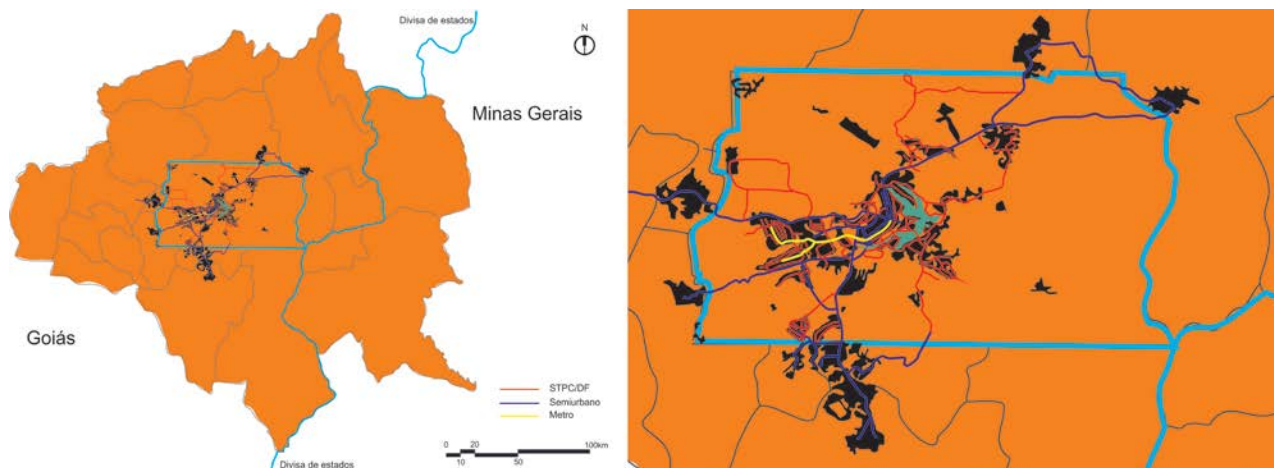 Divisa de estados
N
Minas Gerais
Goiás
STPC/DF
Semiurbano
Metro
0 20 100km
10 50
Divisa de estados